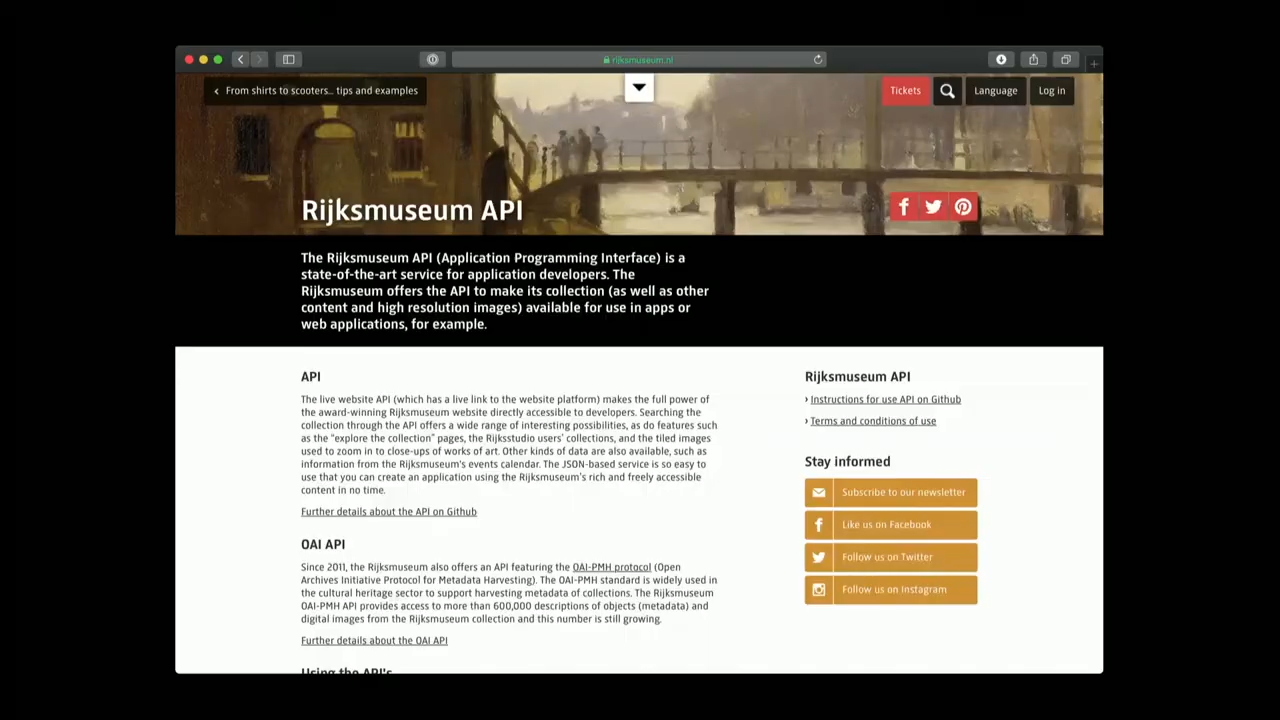 rijksmuseum.nl
From shirts to scooters... tips and examples
Tickets
Language
Log in
Rijksmuseum API
The Rijksmuseum API (Application Programming Interface) is a
state-of-the-art service for application developers. The
Rijksmuseum offers the API to make its collection (as well as other
content and high resolution images) available for use in apps or
web applications, for example.
API
The live website API (which has a live link to the website platform) makes the full power of
the award-winning Rijksmuseum website directly accessible to developers. Searching the
collection through the API offers a wide range of interesting possibilities, as do features such
as the "explore the collection" pages, the Rijksstudio users' collections, and the tiled images
used to zoom in to close-ups of works of art. Other kinds of data are also available, such as
information from the Rijksmuseum's events calendar. The JSON-based service is so easy to
use that you can create an application using the Rijksmuseum's rich and freely accessible
content in no time.
Further details about the API on Github
OAI API
Since 2011, the Rijksmuseum also offers an API featuring the OAI-PMH protocol (Open
Archives Initiative Protocol for Metadata Harvesting). The OAI-PMH standard is widely used in
the cultural heritage sector to support harvesting metadata of collections. The Rijksmuseum
OAI-PMH API provides access to more than 600,000 descriptions of objects (metadata) and
digital images from the Rijksmuseum collection and this number is still growing.
Further details about the OAI API
Using the API's
Rijksmuseum API
› Instructions for use API on Github
› Terms and conditions of use
Stay informed
Subscribe to our newsletter
Like us on Facebook
Follow us on Twitter
Follow us on Instagram